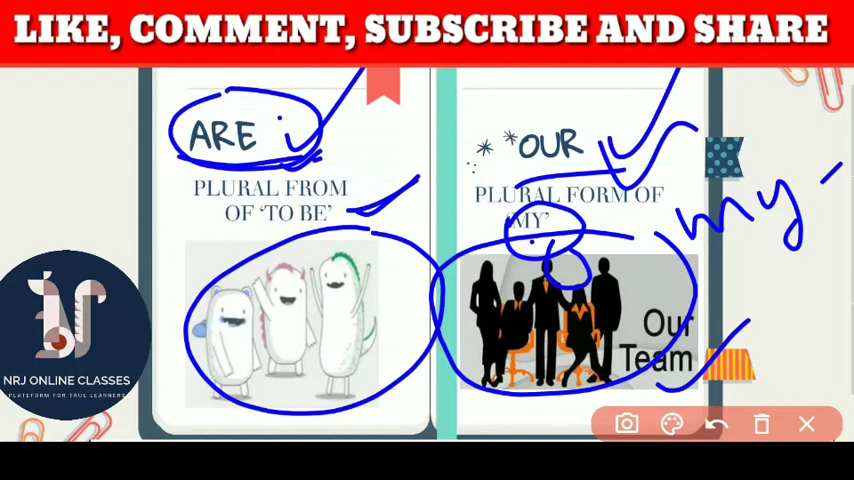 LIKE, COMMENT, SUBSCRIBE AND SHARE
ARE
PLURAL FROM
OF 'TO BE'
**OUR
PLURAL FORM OF
'MY'
my
Our
Team
NRJ ONLINE CLASSES
PLATEFORM FOR TRUE LEARNERS